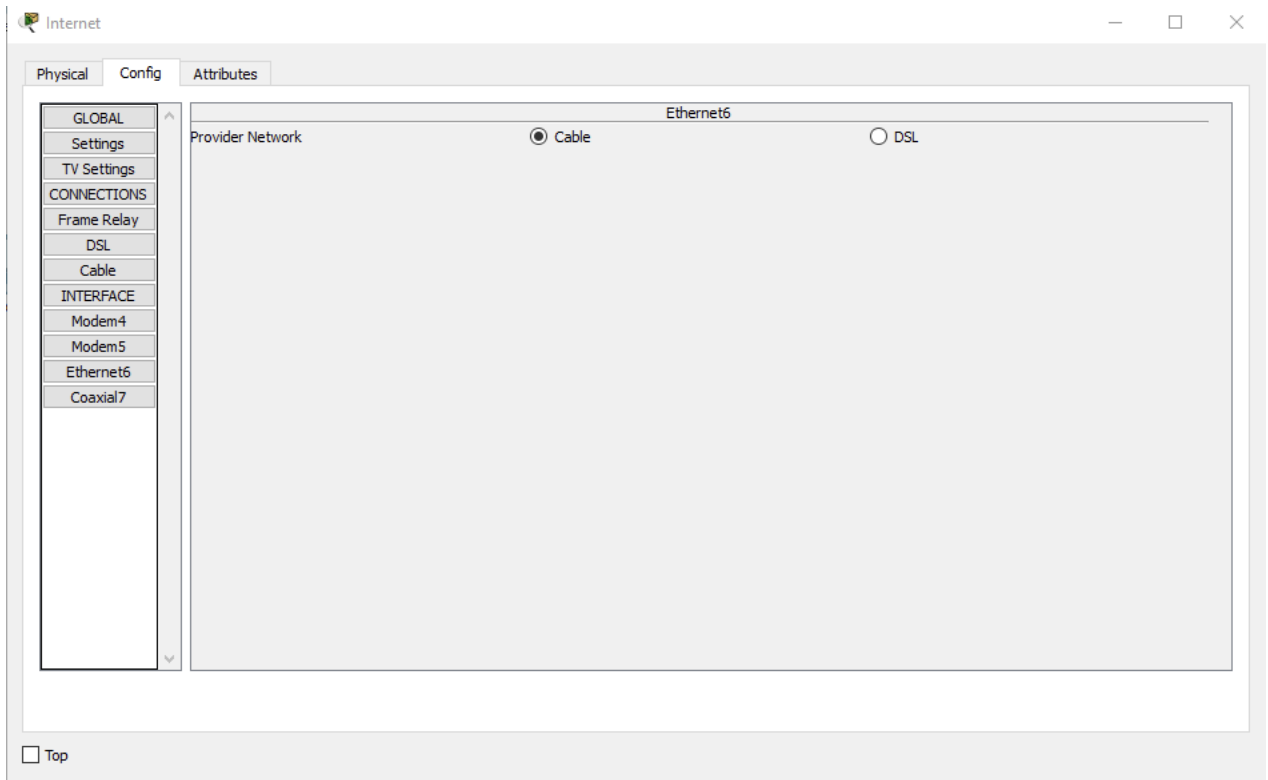 Internet
Physical Config Attributes
GLOBAL
Settings
TV Settings
CONNECTIONS
Frame Relay
DSL
Cable
INTERFACE
Modem4
Modem5
Ethernet6
Coaxial7
Ethernet6
Provider Network Cable DSL
Top